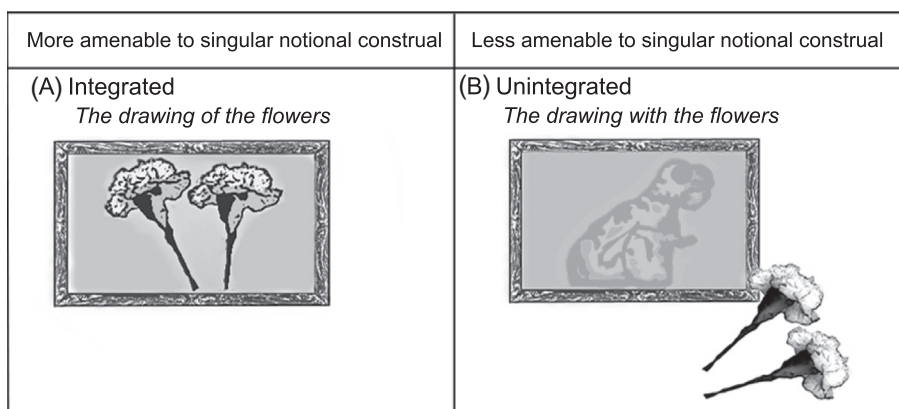 More amenable to singular notional construal
Less amenable to singular notional construal
(A) Integrated
The drawing of the flowers
(B) Unintegrated
The drawing with the flowers